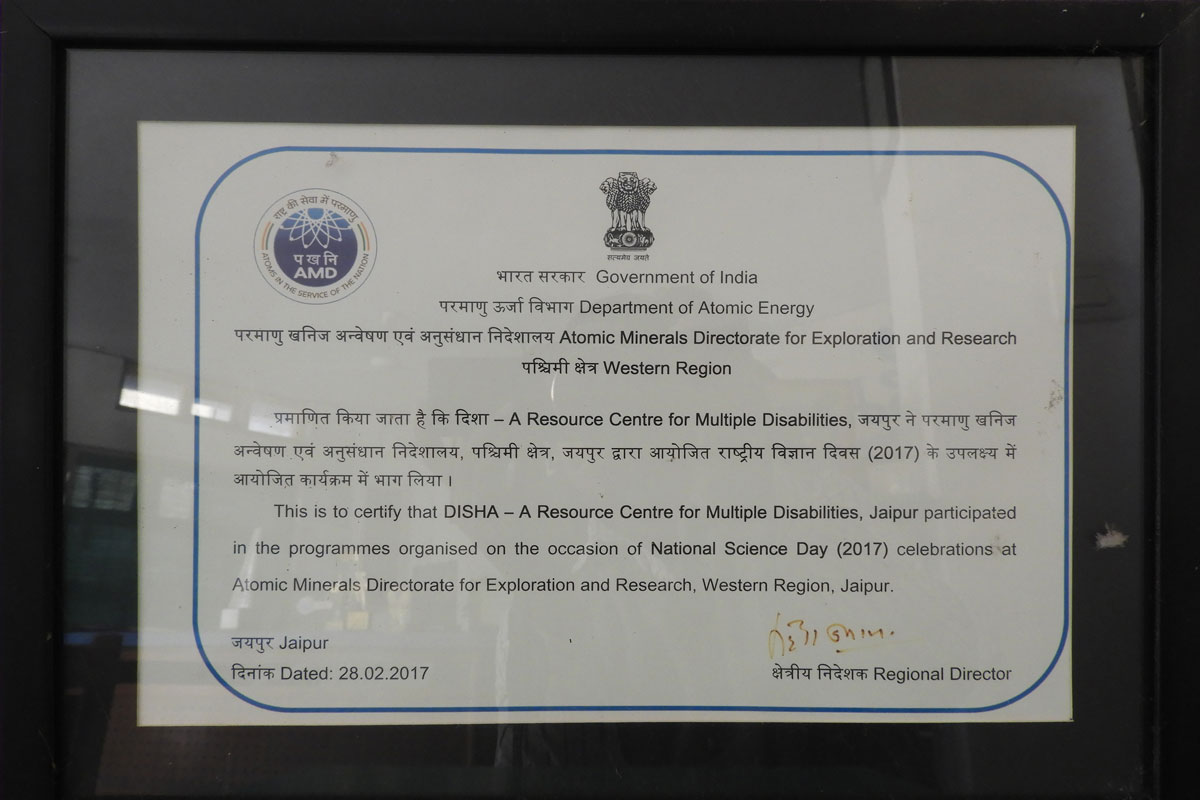 राष्ट्र की सेवा में परमाणु
प ख नि
AMD
ATOMS IN THE SERVICE OF THE NATION
सत्यमेव जयते
भारत सरकार Government of India
परमाणु ऊर्जा विभाग Department of Atomic Energy
परमाणु खनिज अन्वेषण एवं अनुसंधान निदेशालय Atomic Minerals Directorate for Exploration and Research
पश्चिमी क्षेत्र Western Region
प्रमाणित किया जाता है कि दिशा – A Resource Centre for Multiple Disabilities, जयपुर ने परमाणु खनिज
अन्वेषण एवं अनुसंधान निदेशालय, पश्चिमी क्षेत्र, जयपुर द्वारा आयोजित राष्ट्रीय विज्ञान दिवस (2017) के उपलक्ष्य में
आयोजित कार्यक्रम में भाग लिया।
This is to certify that DISHA – A Resource Centre for Multiple Disabilities, Jaipur participated
in the programmes organised on the occasion of National Science Day (2017) celebrations at
Atomic Minerals Directorate for Exploration and Research, Western Region, Jaipur.
जयपुर Jaipur
दिनांक Dated: 28.02.2017
क्षेत्रीय निदेशक Regional Director